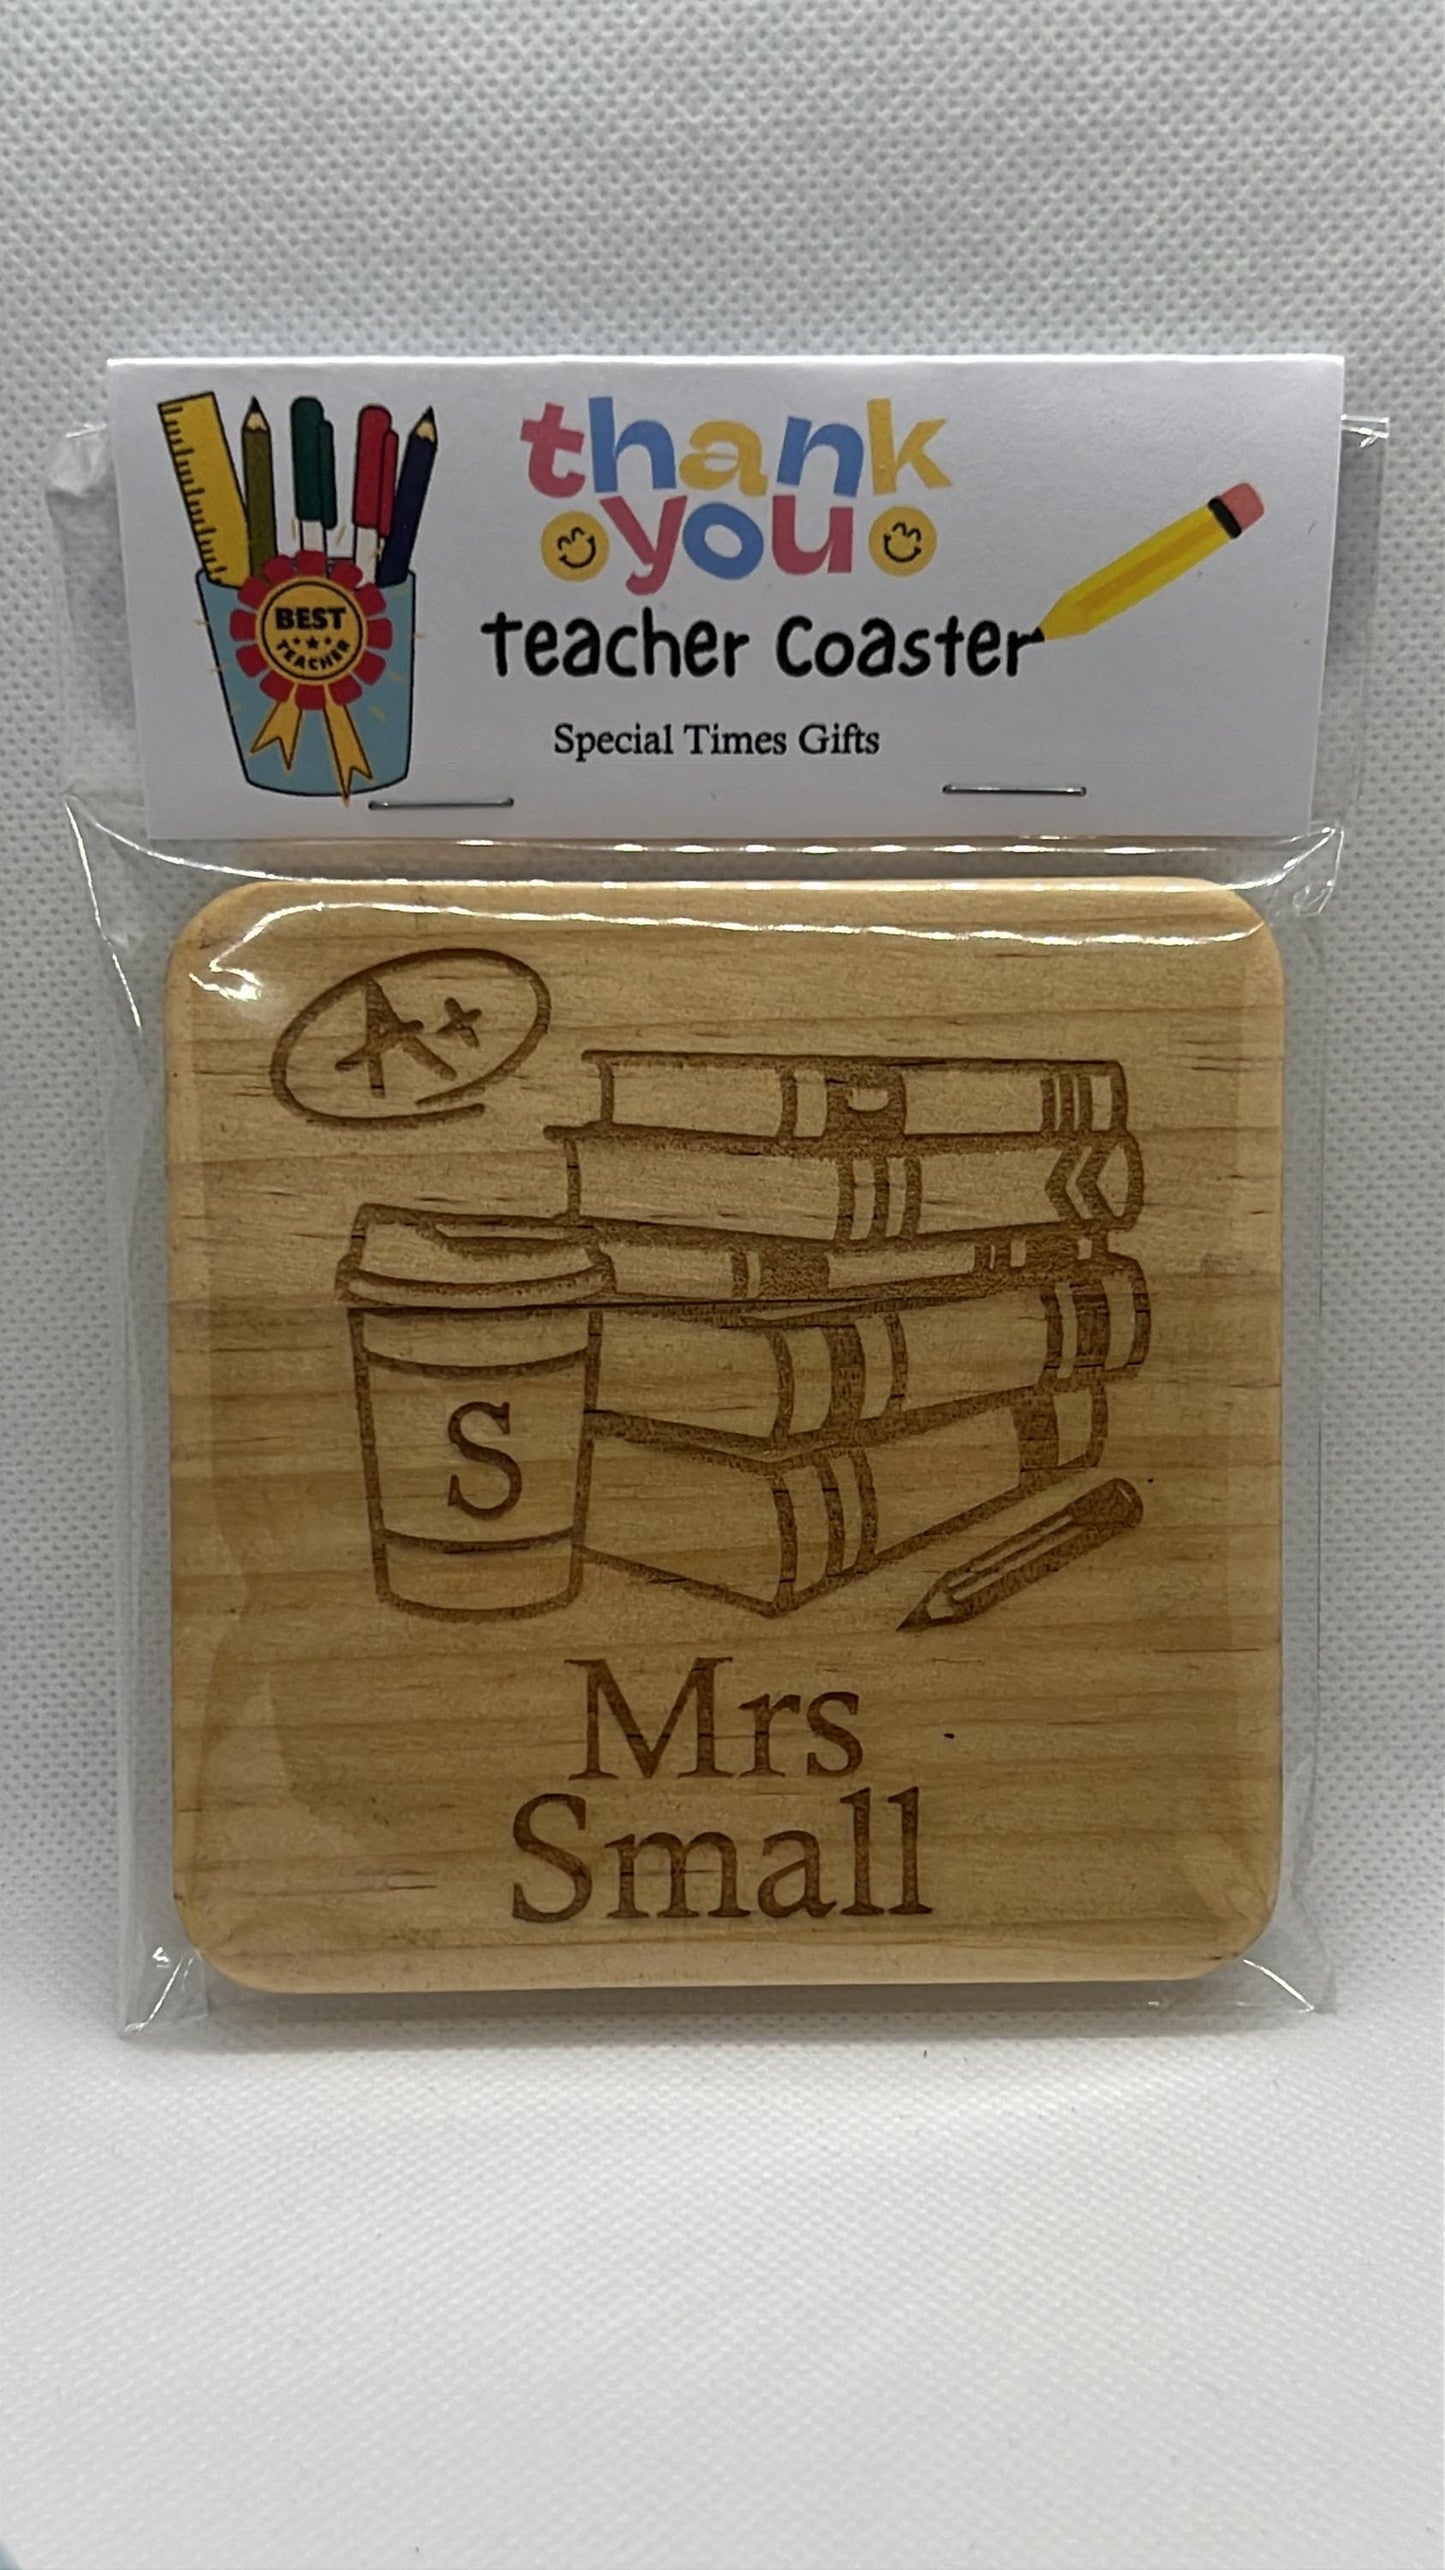 thank
you
Teacher Coaster
BEST
TEACHER
Special Times Gifts
A+
S
Mrs
Small